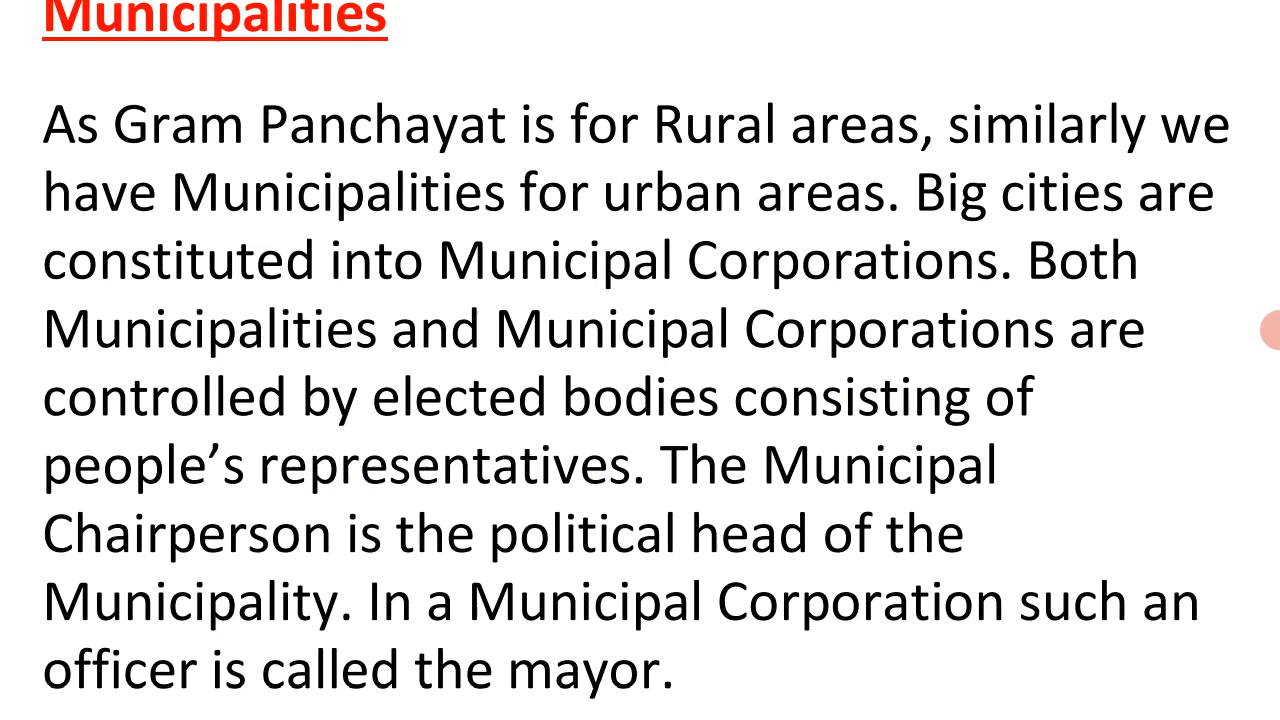 Municipalities
As Gram Panchayat is for Rural areas, similarly we
have Municipalities for urban areas. Big cities are
constituted into Municipal Corporations. Both
Municipalities and Municipal Corporations are
controlled by elected bodies consisting of
people’s representatives. The Municipal
Chairperson is the political head of the
Municipality. In a Municipal Corporation such an
officer is called the mayor.